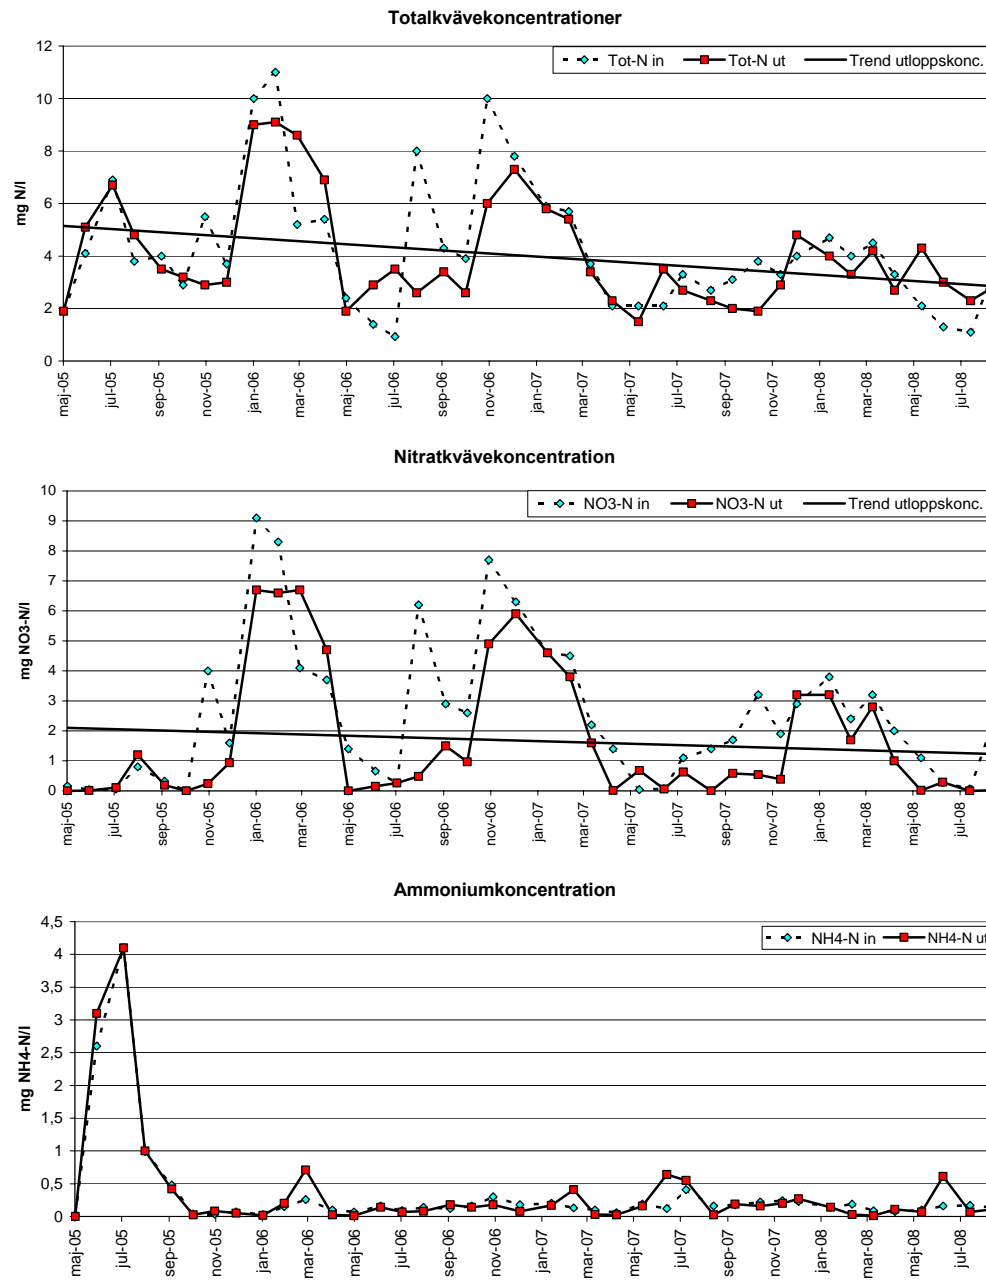 Totalkvävekoncentrationer
12
10
8
6
4
2
0
mg N/l
Tot-N in
Tot-N ut
Trend utloppskonc.
maj-05
jul-05
sep-05
nov-05
jan-06
mar-06
maj-06
jul-06
sep-06
nov-06
jan-07
mar-07
maj-07
jul-07
sep-07
nov-07
jan-08
mar-08
maj-08
jul-08
Nitratkvävekoncentration
10
9
8
7
6
5
4
3
2
1
0
mg NO3-N/l
NO3-N in
NO3-N ut
Trend utloppskonc.
maj-05
jul-05
sep-05
nov-05
jan-06
mar-06
maj-06
jul-06
sep-06
nov-06
jan-07
mar-07
maj-07
jul-07
sep-07
nov-07
jan-08
mar-08
maj-08
jul-08
Ammoniumkoncentration
4,5
4
3,5
3
2,5
2
1,5
1
0,5
0
mg NH4-N/l
NH4-N in
NH4-N ut
maj-05
jul-05
sep-05
nov-05
jan-06
mar-06
maj-06
jul-06
sep-06
nov-06
jan-07
mar-07
maj-07
jul-07
sep-07
nov-07
jan-08
mar-08
maj-08
jul-08